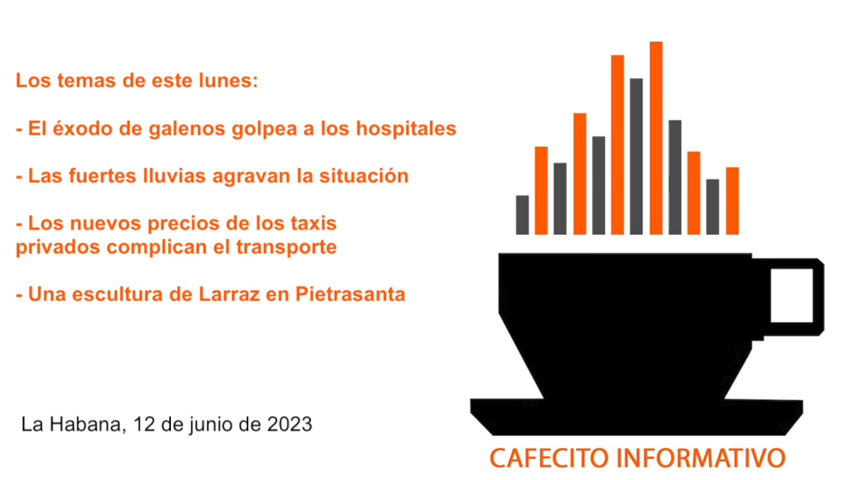 Los temas de este lunes:
- El éxodo de galenos golpea a los hospitales
- Las fuertes lluvias agravan la situación
- Los nuevos precios de los taxis
privados complican el transporte
- Una escultura de Larraz en Pietrasanta
La Habana, 12 de junio de 2023
CAFECITO INFORMATIVO